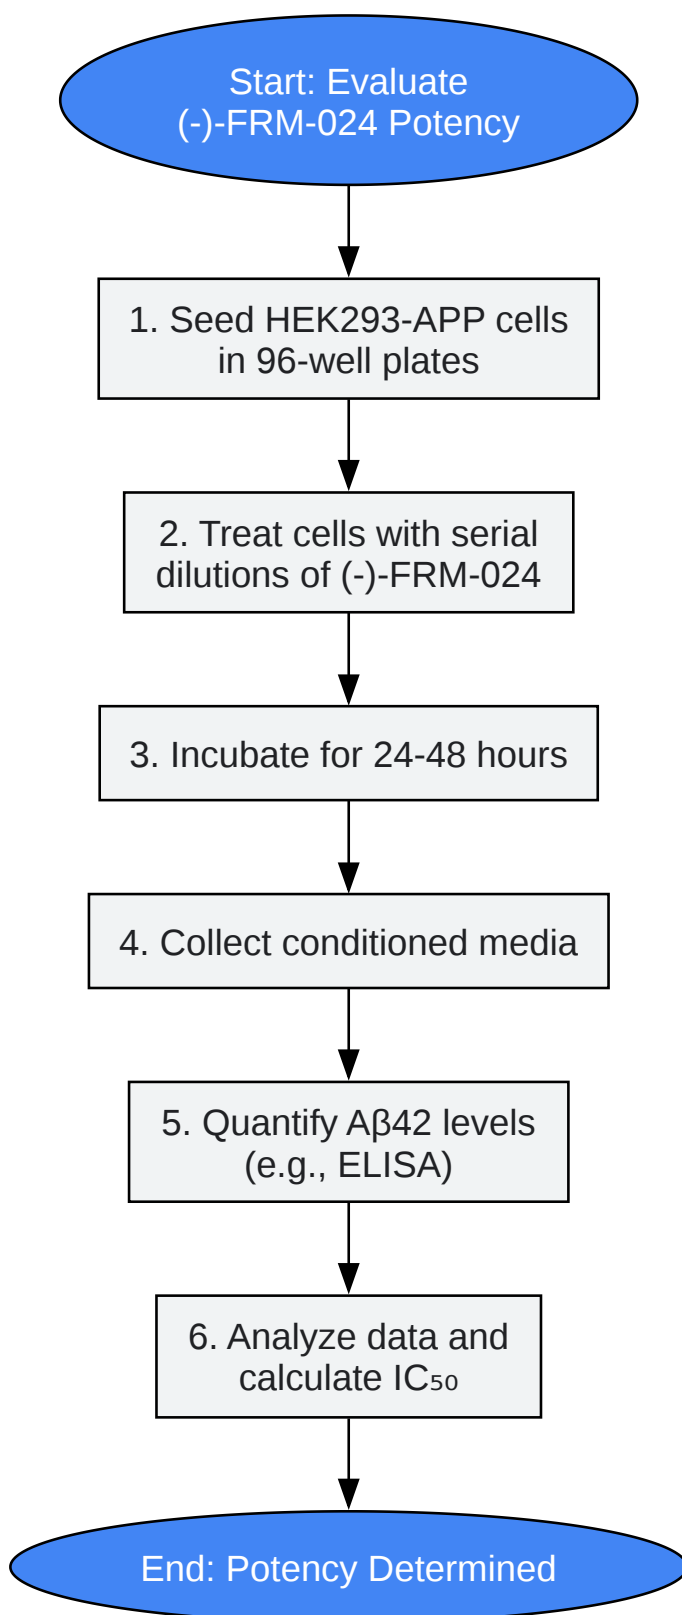 Start: Evaluate
(-)-FRM-024 Potency
1. Seed HEK293-APP cells
in 96-well plates
2. Treat cells with serial
dilutions of (-)-FRM-024
3. Incubate for 24-48 hours
4. Collect conditioned media
5. Quantify Aβ42 levels
(e.g., ELISA)
6. Analyze data and
calculate IC₅₀
End: Potency Determined